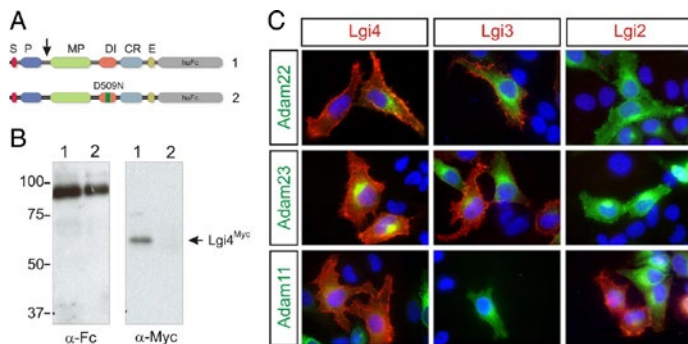 A
S P MP DI CR E
huFc 1
D509N
huFc 2
B
1 2 1 2
100-
75-
50-
37-
Lgi4Myc
α-Fc α-Myc
C
Lgi4 Lgi3 Lgi2
Adam22
Adam23
Adam11